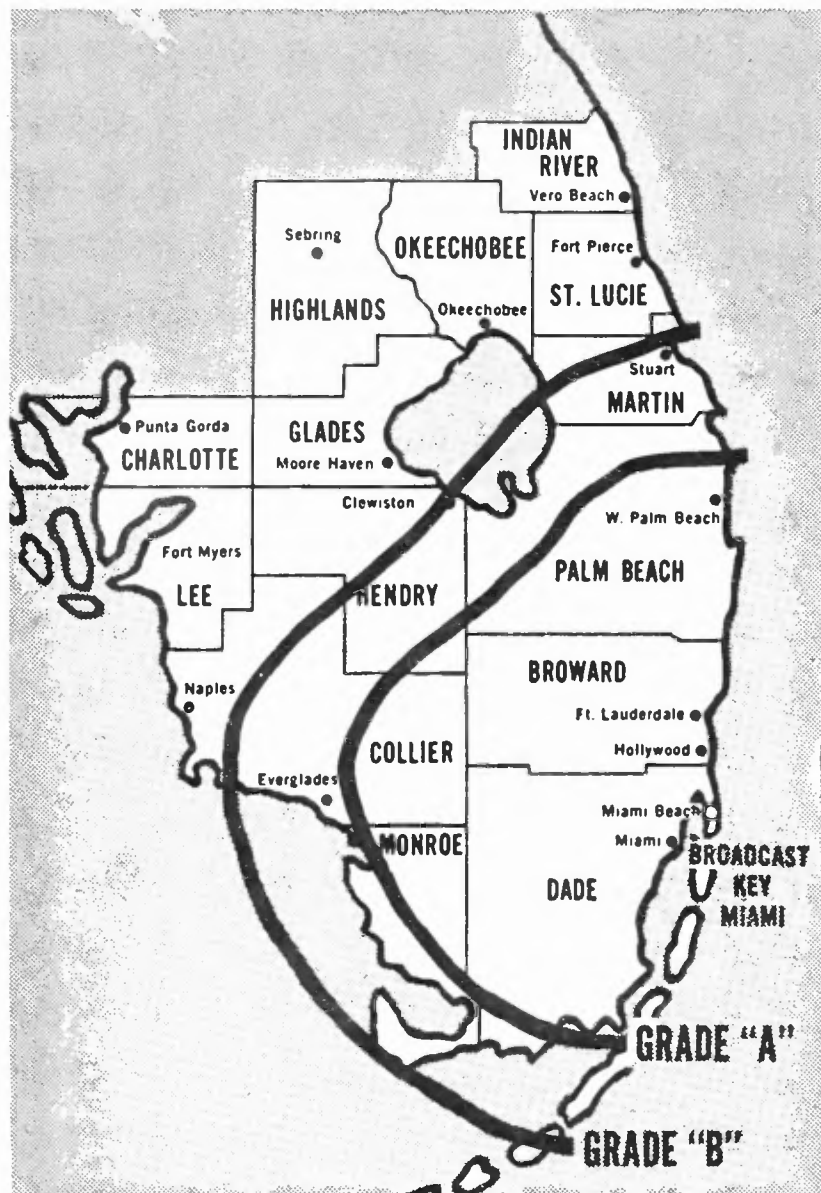 INDIAN
RIVER
Vero Beach
Sebring
OKEECHOBEE
Fort Pierce
ST. LUCIE
HIGHLANDS
Okeechobee
Stuart
MARTIN
Punta Gorda
GLADES
CHARLOTTE
Moore Haven
Clewiston
W. Palm Beach
Fort Myers
LEE
HENDRY
PALM BEACH
BROWARD
Naples
Ft. Lauderdale
COLLIER
Hollywood
Everglades
Miami Beach
MONROE
Miami
BROADCAST
KEY
MIAMI
DADE
GRADE "A"
GRADE "B"